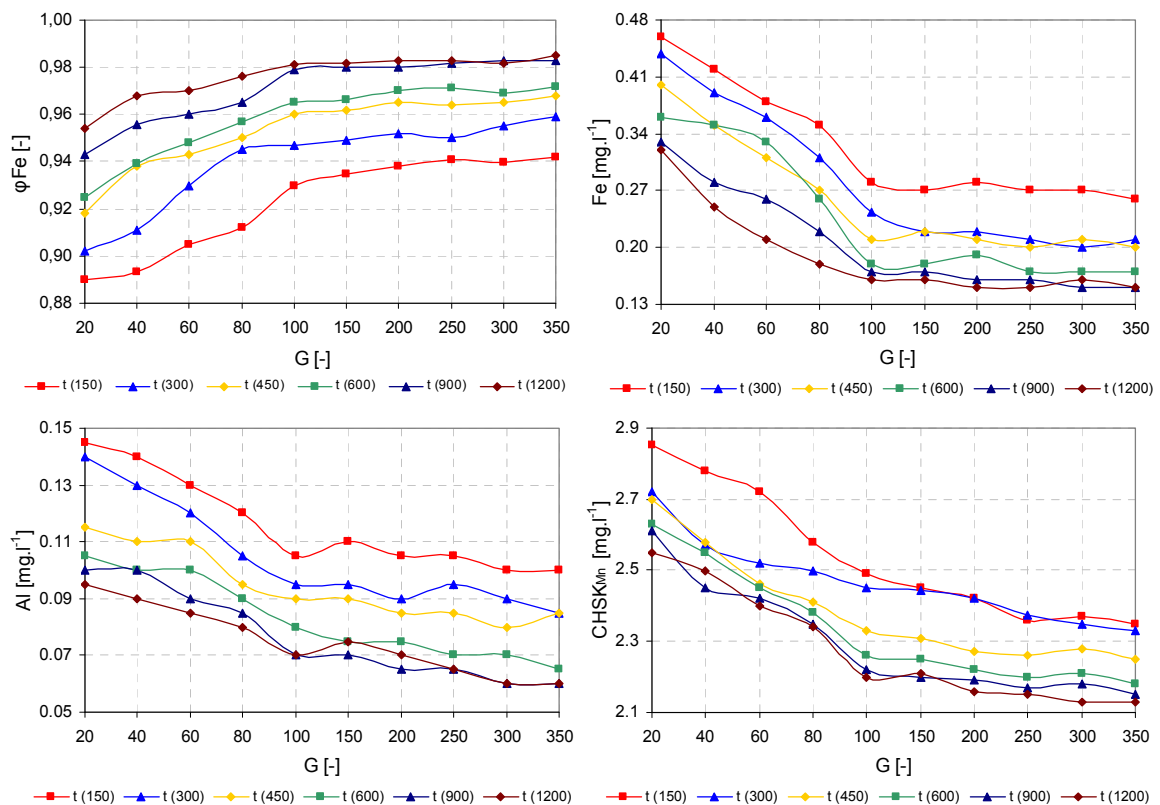 1,00
0,98
0,96
0,94
0,92
0,90
0,88
φFe [-]
20 40 60 80 100 150 200 250 300 350
G [-]
t (150) t (300) t (450) t (600) t (900) t (1200)
0.48
0.41
0.34
0.27
0.20
0.13
Fe [mg.l⁻¹]
20 40 60 80 100 150 200 250 300 350
G [-]
t (150) t (300) t (450) t (600) t (900) t (1200)
0.15
0.13
0.11
0.09
0.07
0.05
Al [mg.l⁻¹]
20 40 60 80 100 150 200 250 300 350
G [-]
t (150) t (300) t (450) t (600) t (900) t (1200)
2.9
2.7
2.5
2.3
2.1
CHSK_Mn [mg.l⁻¹]
20 40 60 80 100 150 200 250 300 350
G [-]
t (150) t (300) t (450) t (600) t (900) t (1200)